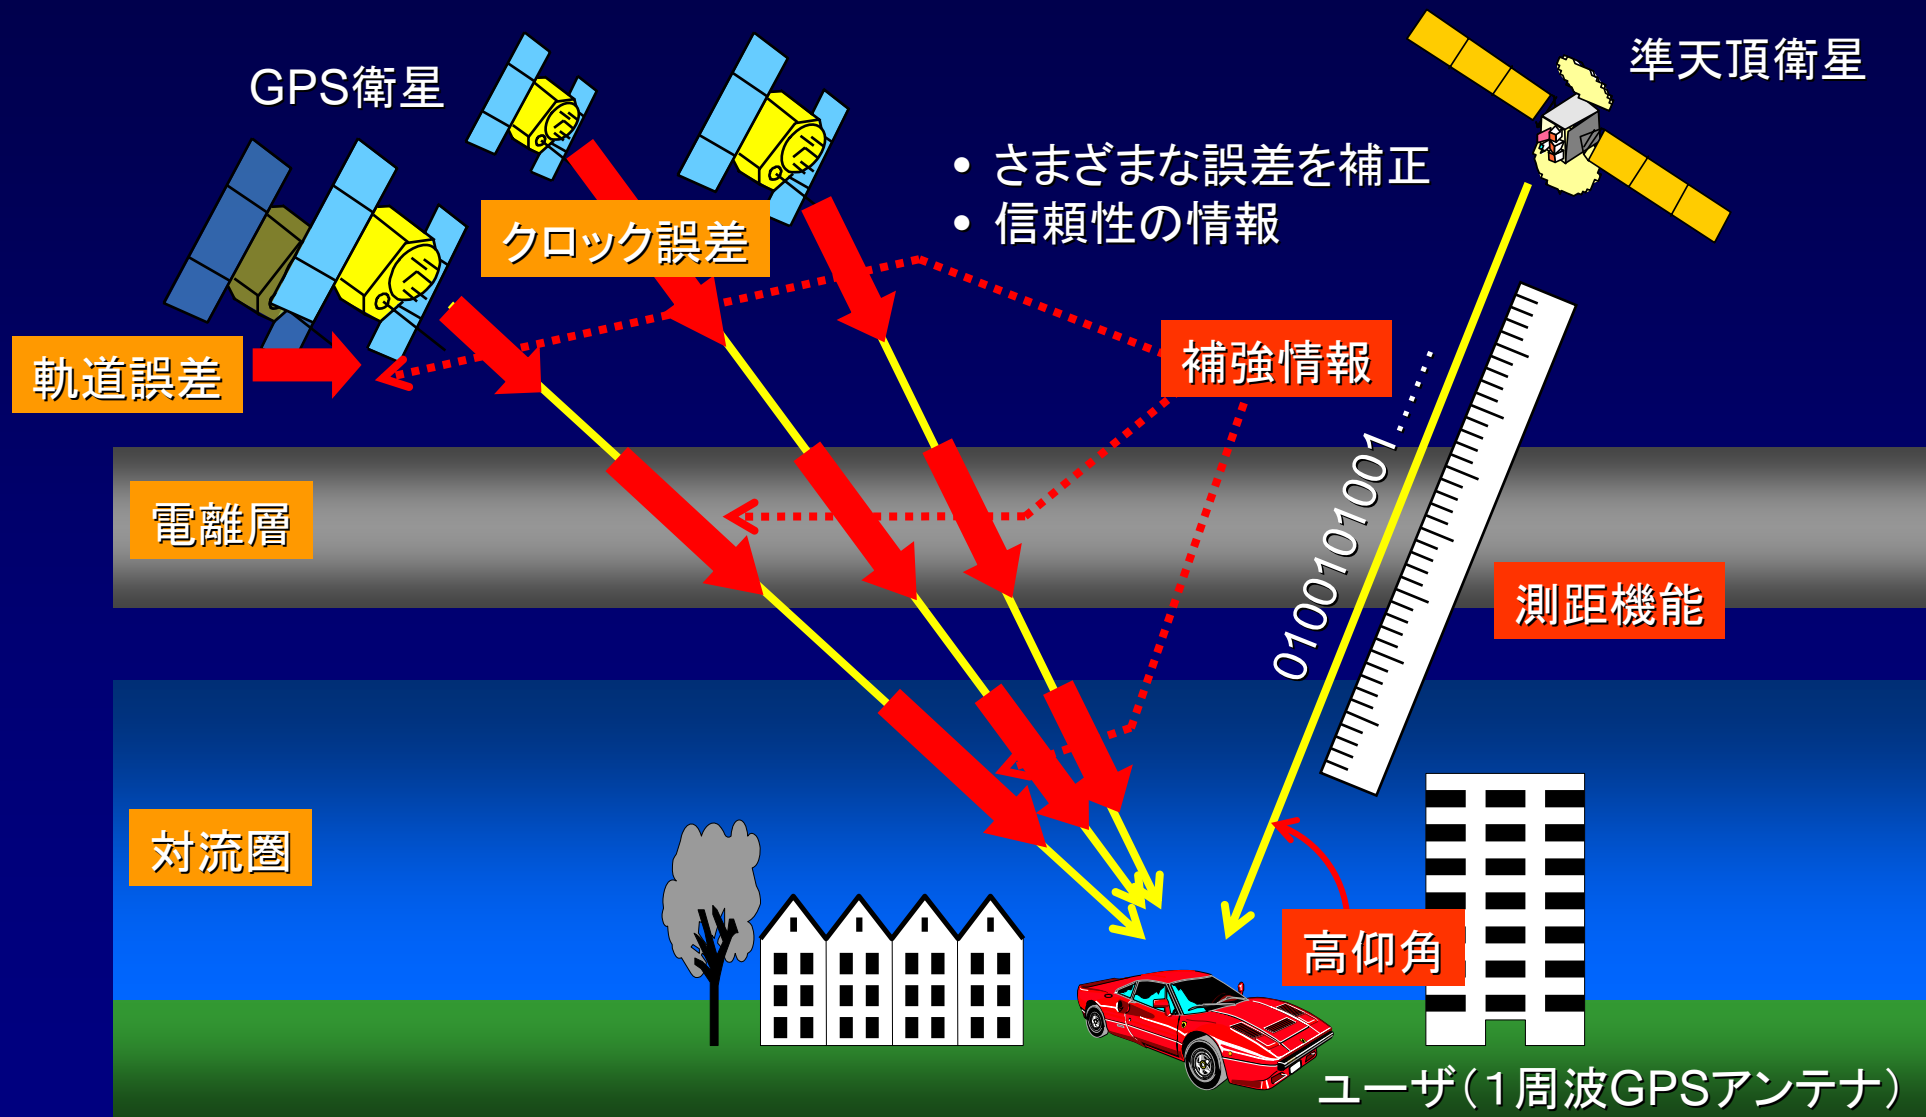 GPS衛星
準天頂衛星
• さまざまな誤差を補正
• 信頼性の情報
クロック誤差
軌道誤差
補強情報
電離層
010010101001……
測距機能
対流圏
高仰角
ユーザ（１周波GPSアンテナ）